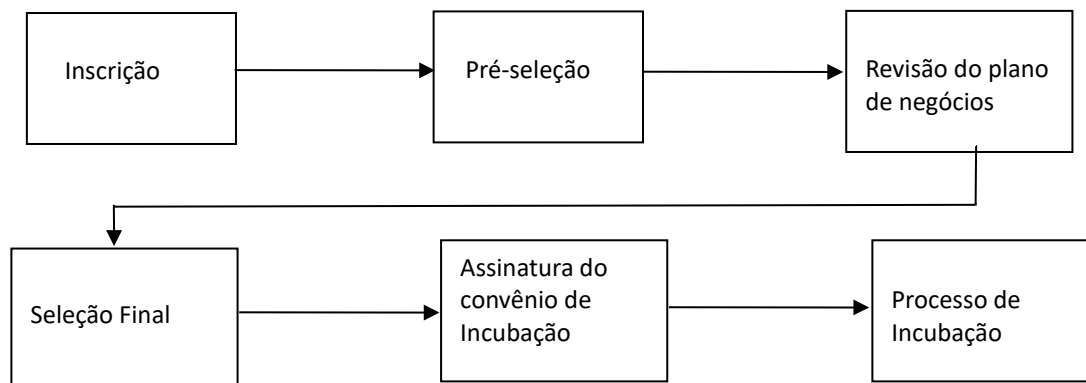 Inscrição
Pré-seleção
Revisão do plano
de negócios
Seleção Final
Assinatura do
convênio de
Incubação
Processo de
Incubação